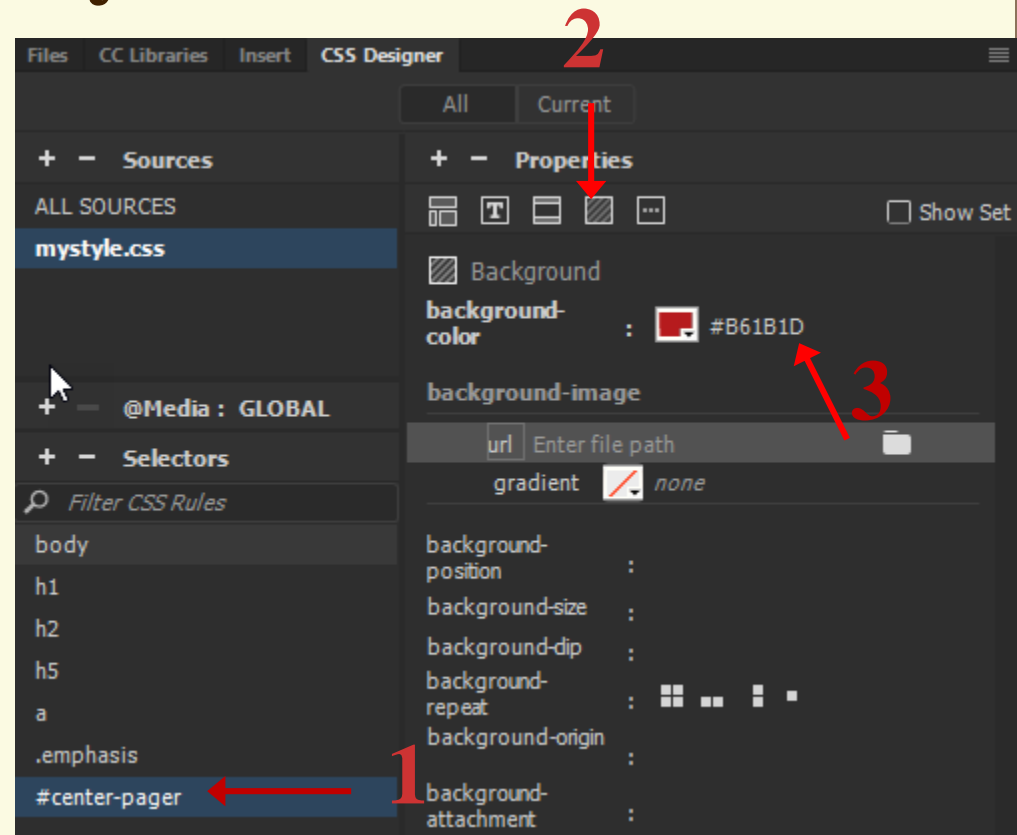 2
Files CC Libraries Insert CSS Designer
All Current
+ - Sources
ALL SOURCES
mystyle.css
+ - @Media : GLOBAL
+ - Selectors
Filter CSS Rules
body
h1
h2
h5
a
.emphasis
#center-pager
1
+ - Properties
T
Show Set
Background
background-
color : #B61B1D
3
background-image
url Enter file path
gradient none
background-
position :
background-size :
background-clip :
background-
repeat :
background-origin
:
background-
attachment :